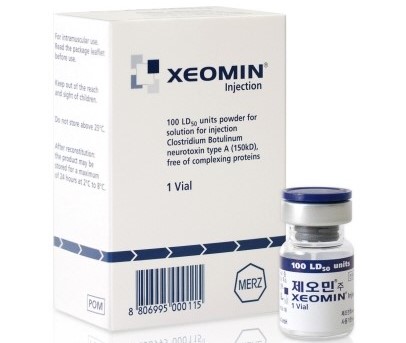 For intramuscular use.
Read the package leaflet
before use.
Keep out of the reach
and sight of children.
Do not store above 25°C.
After reconstitution:
the product may be
stored for a maximum
of 24 hours at 2°C to 8°C.
POM
XEOMIN®
Injection
100 LD50 units powder for
solution for injection
Clostridium Botulinum
neurotoxin type A (150kD),
free of complexing proteins
1 Vial
8 806995 000115
MERZ
100 LD50 units
제오민주
XEOMIN®
1 Vial